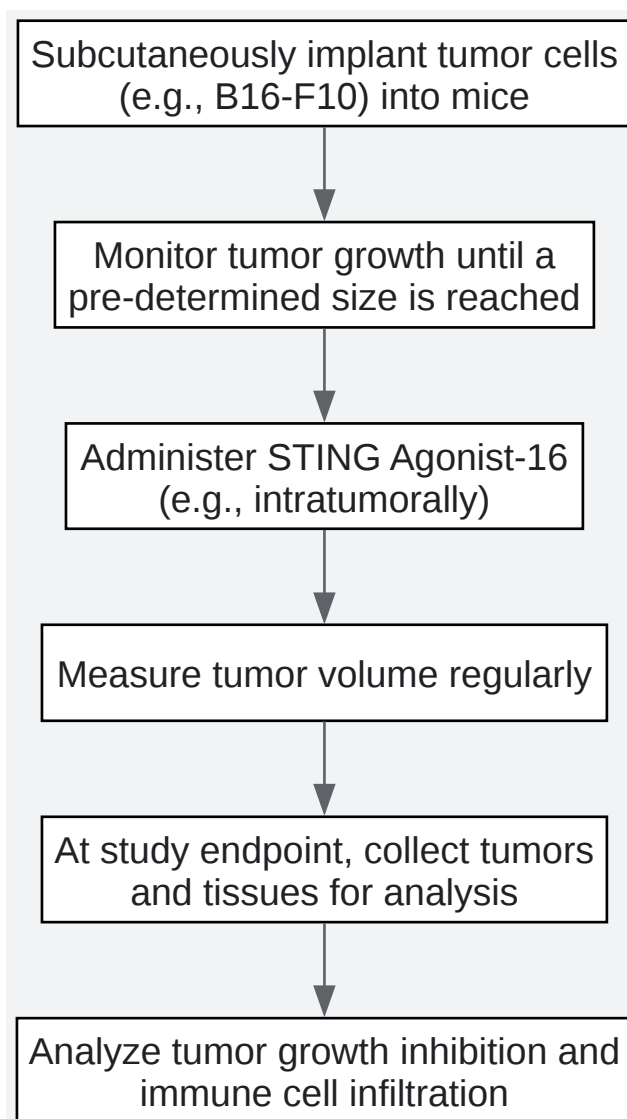 Subcutaneously implant tumor cells
(e.g., B16-F10) into mice
Monitor tumor growth until a
pre-determined size is reached
Administer STING Agonist-16
(e.g., intratumorally)
Measure tumor volume regularly
At study endpoint, collect tumors
and tissues for analysis
Analyze tumor growth inhibition and
immune cell infiltration